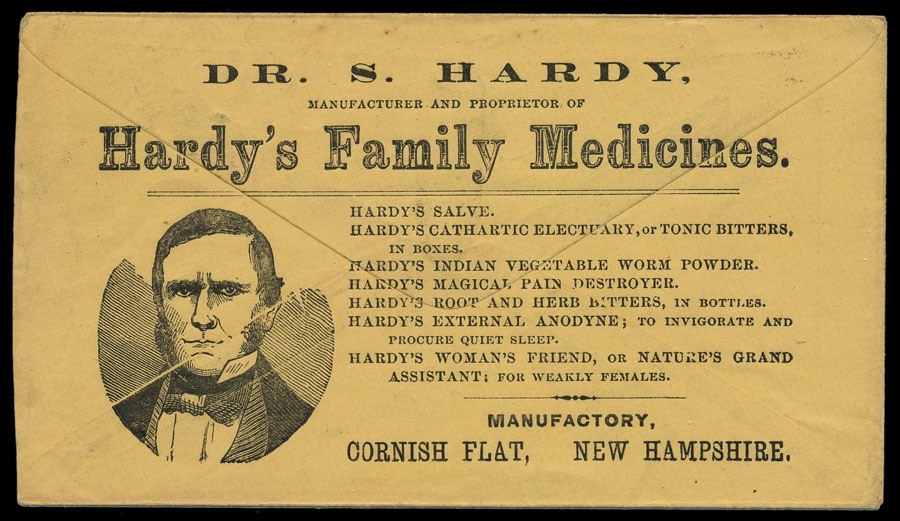 DR. S. HARDY,
MANUFACTURER AND PROPRIETOR OF
Hardy's Family Medicines.
HARDY'S SALVE.
HARDY'S CATHARTIC ELECTUARY, or TONIC BITTERS,
IN BOXES.
HARDY'S INDIAN VEGETABLE WORM POWDER.
HARDY'S MAGICAL PAIN DESTROYER.
HARDY'S ROOT AND HERB BITTERS, IN BOTTLES.
HARDY'S EXTERNAL ANODYNE; TO INVIGORATE AND
PROCURE QUIET SLEEP.
HARDY'S WOMAN'S FRIEND, OR NATURE'S GRAND
ASSISTANT; FOR WEAKLY FEMALES.
MANUFACTORY,
CORNISH FLAT, NEW HAMPSHIRE.